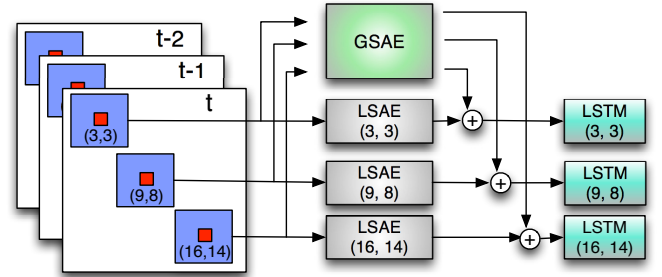 t-2
t-1
t
(3,3)
(9,8)
(16,14)
GSAE
LSAE
(3, 3)
LSAE
(9, 8)
LSAE
(16, 14)
+
+
+
LSTM
(3, 3)
LSTM
(9, 8)
LSTM
(16, 14)